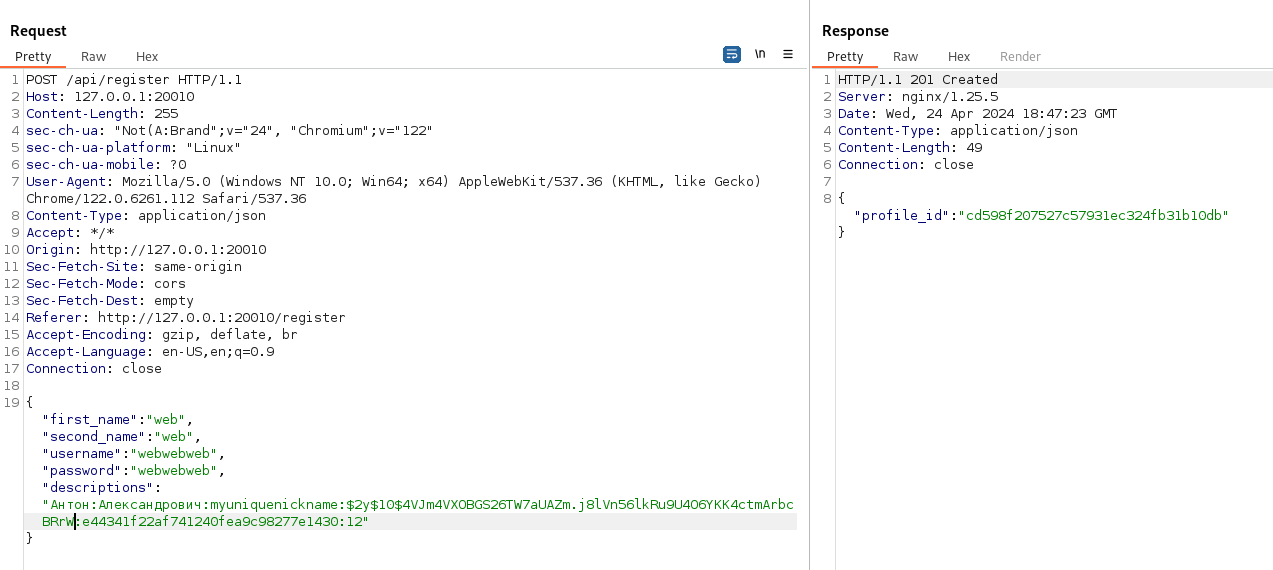 Request
Pretty Raw Hex
\n
1 POST /api/register HTTP/1.1
2 Host: 127.0.0.1:20010
3 Content-Length: 255
4 sec-ch-ua: "Not(A:Brand";v="24", "Chromium";v="122"
5 sec-ch-ua-platform: "Linux"
6 sec-ch-ua-mobile: ?0
7 User-Agent: Mozilla/5.0 (Windows NT 10.0; Win64; x64) AppleWebKit/537.36 (KHTML, like Gecko)
Chrome/122.0.6261.112 Safari/537.36
8 Content-Type: application/json
9 Accept: */*
10 Origin: http://127.0.0.1:20010
11 Sec-Fetch-Site: same-origin
12 Sec-Fetch-Mode: cors
13 Sec-Fetch-Dest: empty
14 Referer: http://127.0.0.1:20010/register
15 Accept-Encoding: gzip, deflate, br
16 Accept-Language: en-US,en;q=0.9
17 Connection: close
18
19 {
"first_name":"web",
"second_name":"web",
"username":"webwebweb",
"password":"webwebweb",
"descriptions":
"Антон:Александрович:myuniquenickname:$2y$10$4VJm4VXOBGS26TW7aUAZm.j8lVn56lkRu9U4O6YKK4ctmArbc
BRrW:e44341f22af741240fea9c98277e1430:12"
}
Response
Pretty Raw Hex Render
1 HTTP/1.1 201 Created
2 Server: nginx/1.25.5
3 Date: Wed, 24 Apr 2024 18:47:23 GMT
4 Content-Type: application/json
5 Content-Length: 49
6 Connection: close
7
8 {
"profile_id":"cd598f207527c57931ec324fb31b10db"
}